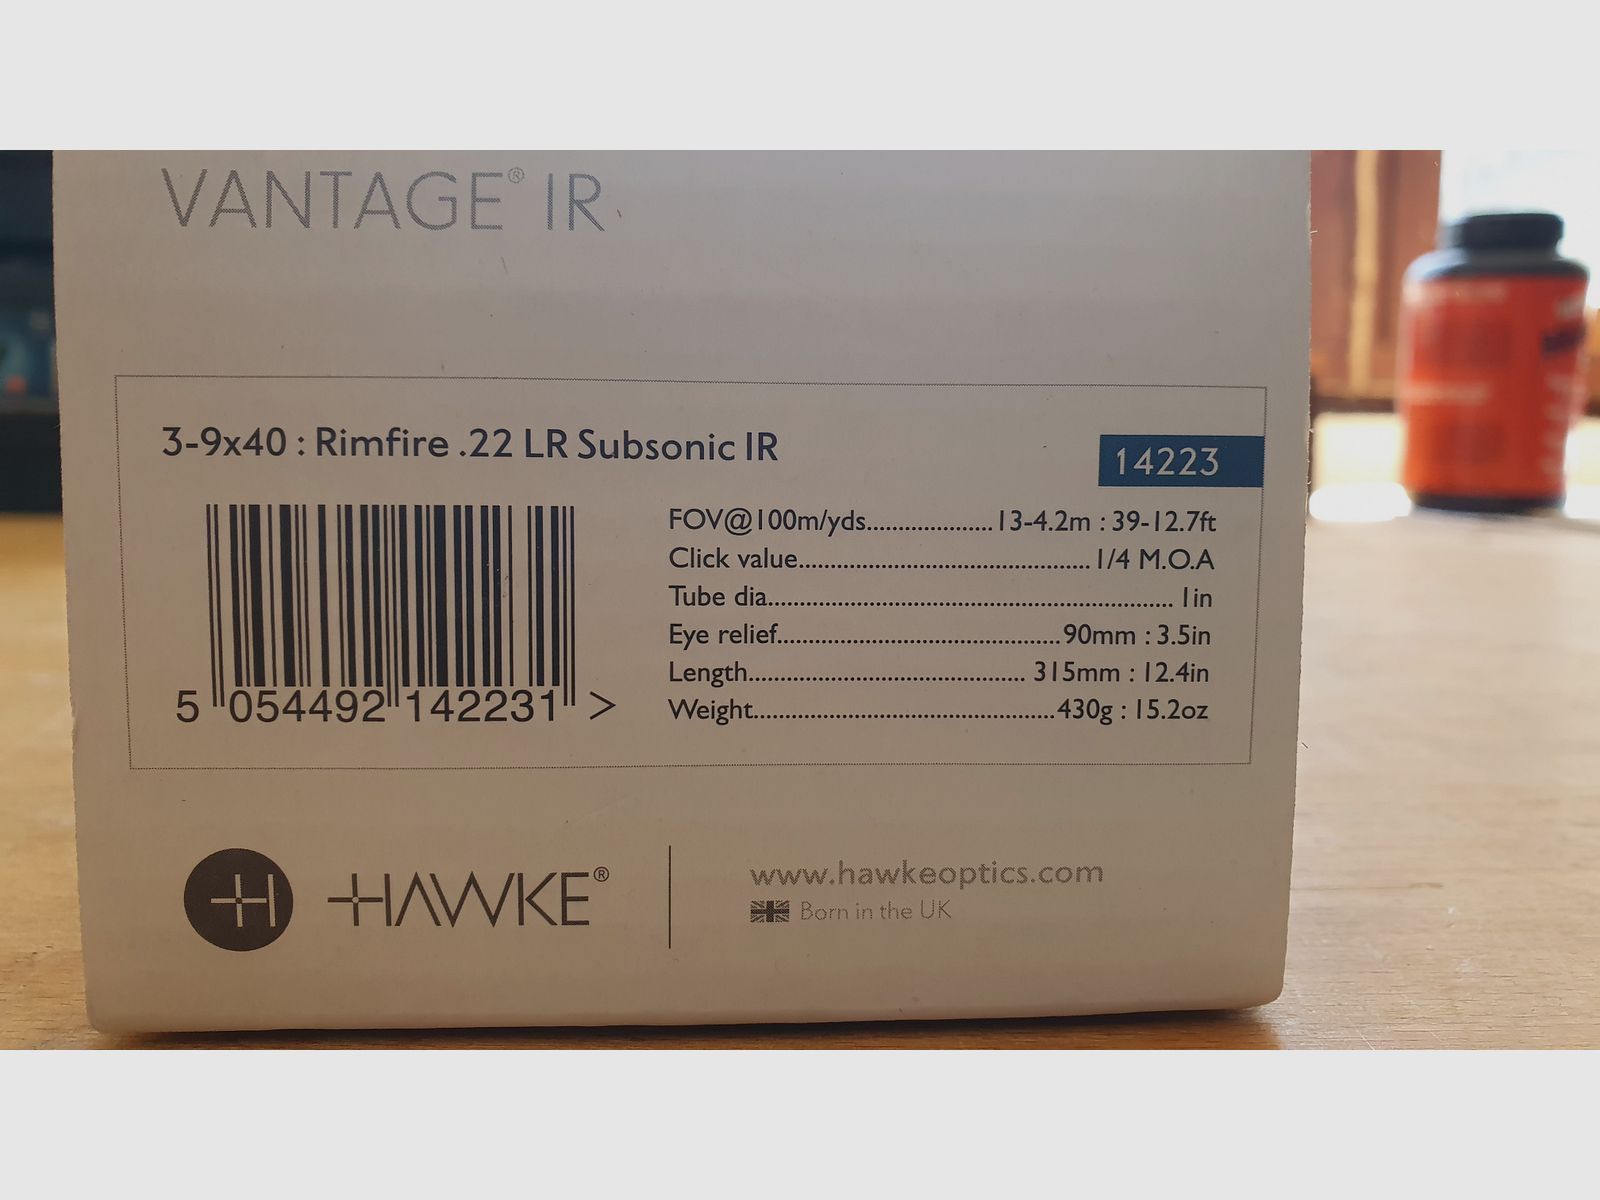 VANTAGE® IR
3-9x40 : Rimfire .22 LR Subsonic IR
14223
FOV@100m/yds....................13-4.2m : 39-12.7ft
Click value..............................................1/4 M.O.A
Tube dia................................................................ 1in
Eye relief.............................................90mm : 3.5in
Length............................................ 315mm : 12.4in
Weight................................................430g : 15.2oz
5 054492 142231 >
H HAWKE®
www.hawkeoptics.com
Born in the UK